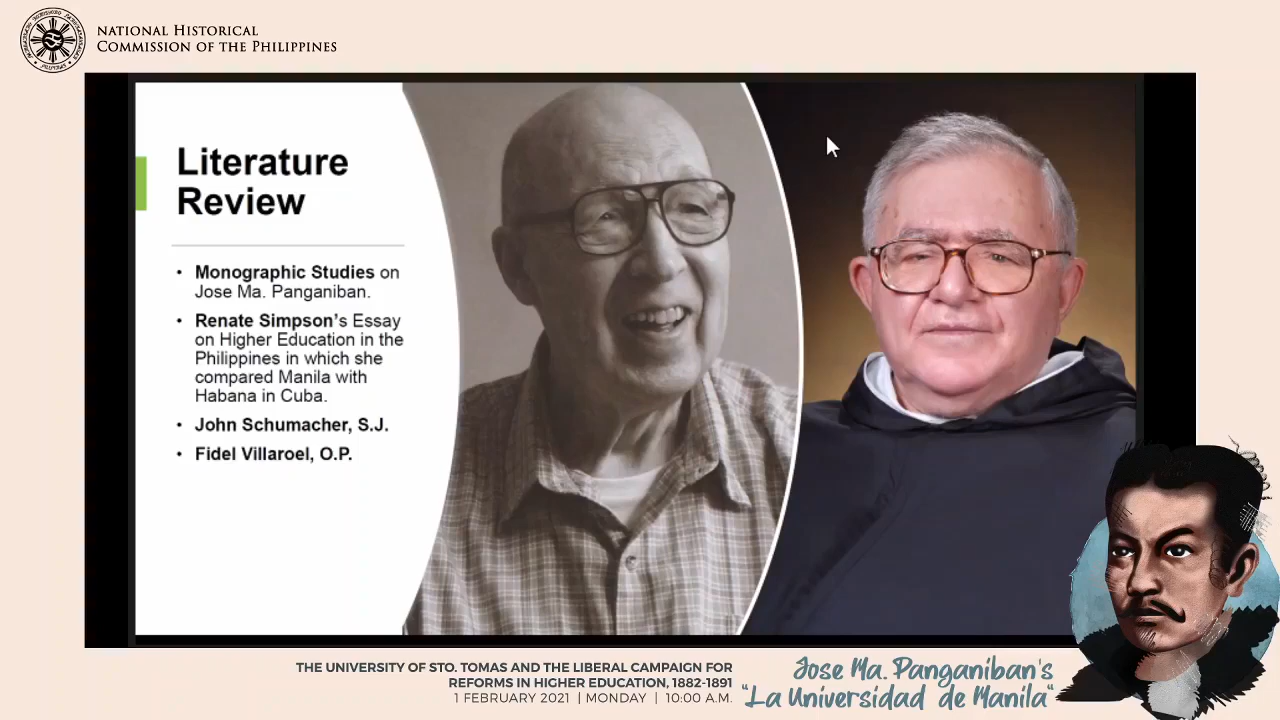 NATIONAL HISTORICAL
COMMISSION OF THE PHILIPPINES
Literature
Review
• Monographic Studies on
Jose Ma. Panganiban.
• Renate Simpson's Essay
on Higher Education in the
Philippines in which she
compared Manila with
Habana in Cuba.
• John Schumacher, S.J.
• Fidel Villaroel, O.P.
THE UNIVERSITY OF STO. TOMAS AND THE LIBERAL CAMPAIGN FOR
REFORMS IN HIGHER EDUCATION, 1882-1891
1 FEBRUARY 2021 | MONDAY | 10:00 A.M.
Jose Ma. Panganiban's
"La Universidad de Manila"